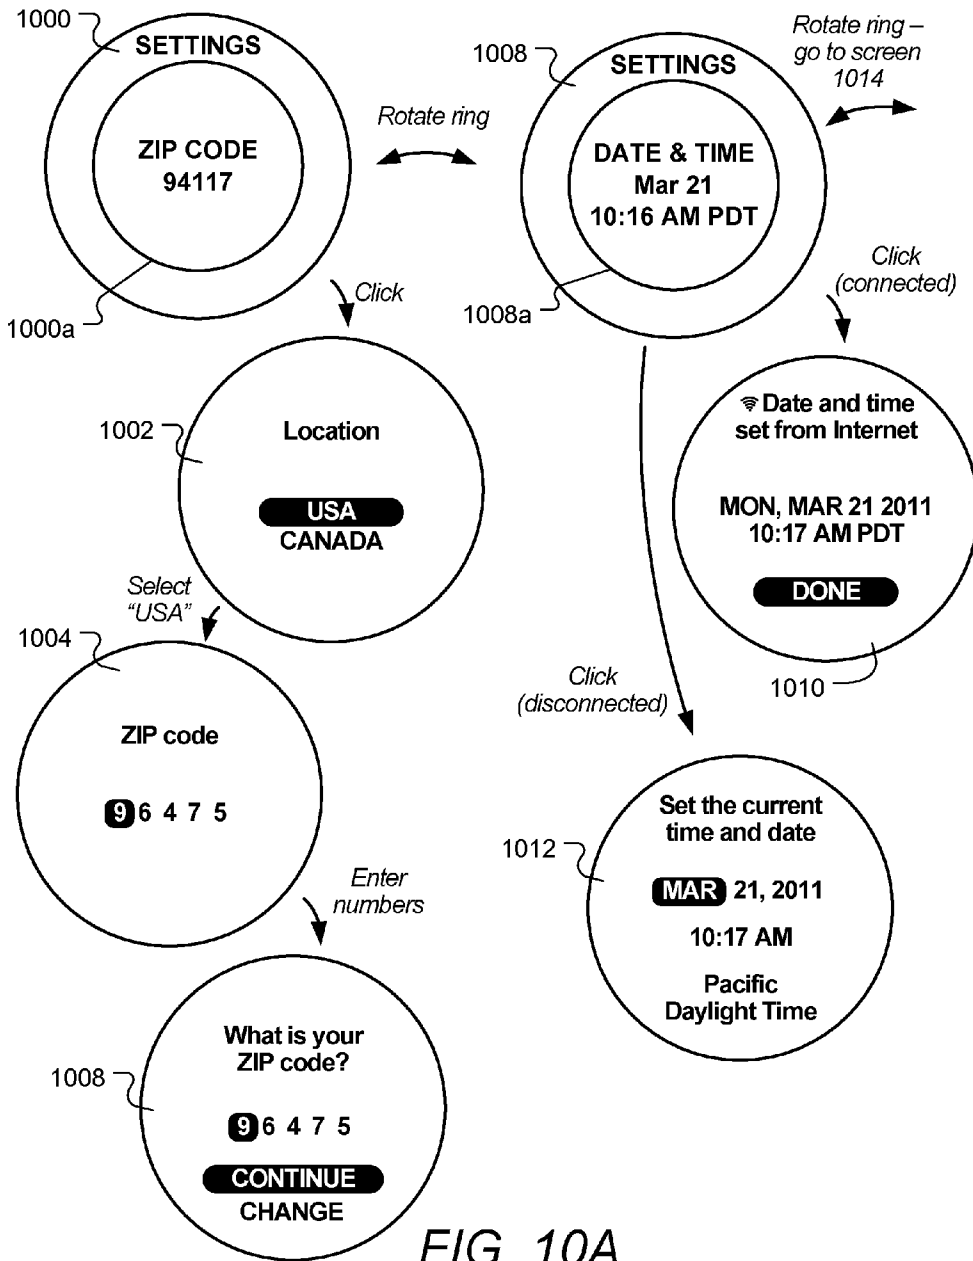 1000
SETTINGS
ZIP CODE
94117
1000a
Rotate ring
1008
SETTINGS
DATE & TIME
Mar 21
10:16 AM PDT
1008a
Rotate ring –
go to screen
1014
Click
Click
(connected)
1002
Location
USA
CANADA
Date and time
set from Internet
MON, MAR 21 2011
10:17 AM PDT
DONE
1010
Select
“USA”
1004
ZIP code
9 6 4 7 5
Click
(disconnected)
Enter
numbers
1012
Set the current
time and date
MAR 21, 2011
10:17 AM
Pacific
Daylight Time
1008
What is your
ZIP code?
9 6 4 7 5
CONTINUE
CHANGE
FIG. 10A